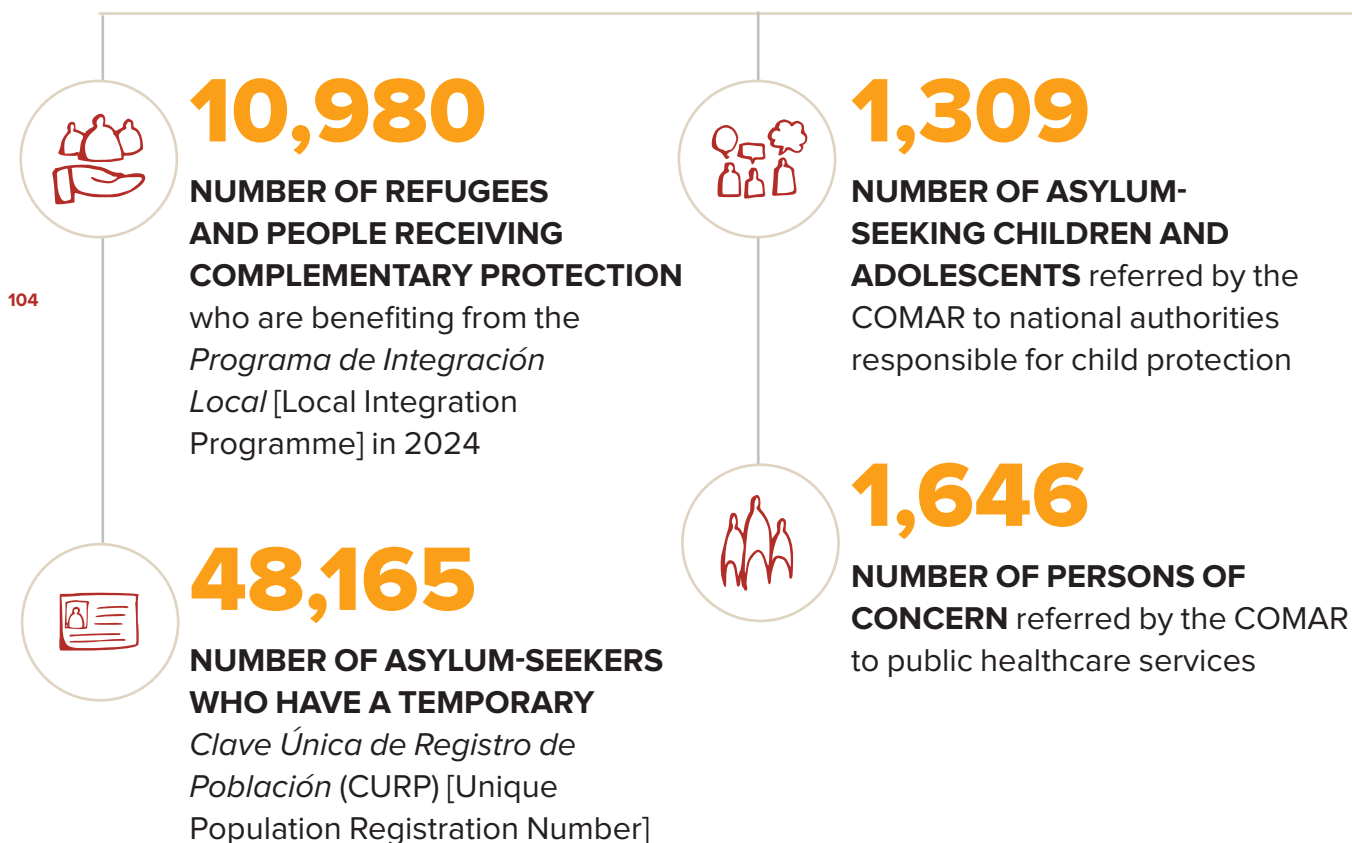 104
10,980
NUMBER OF REFUGEES
AND PEOPLE RECEIVING
COMPLEMENTARY PROTECTION
who are benefiting from the
Programa de Integración
Local [Local Integration
Programme] in 2024
48,165
NUMBER OF ASYLUM-SEEKERS
WHO HAVE A TEMPORARY
Clave Única de Registro de
Población (CURP) [Unique
Population Registration Number]
1,309
NUMBER OF ASYLUM-
SEEKING CHILDREN AND
ADOLESCENTS referred by the
COMAR to national authorities
responsible for child protection
1,646
NUMBER OF PERSONS OF
CONCERN referred by the COMAR
to public healthcare services